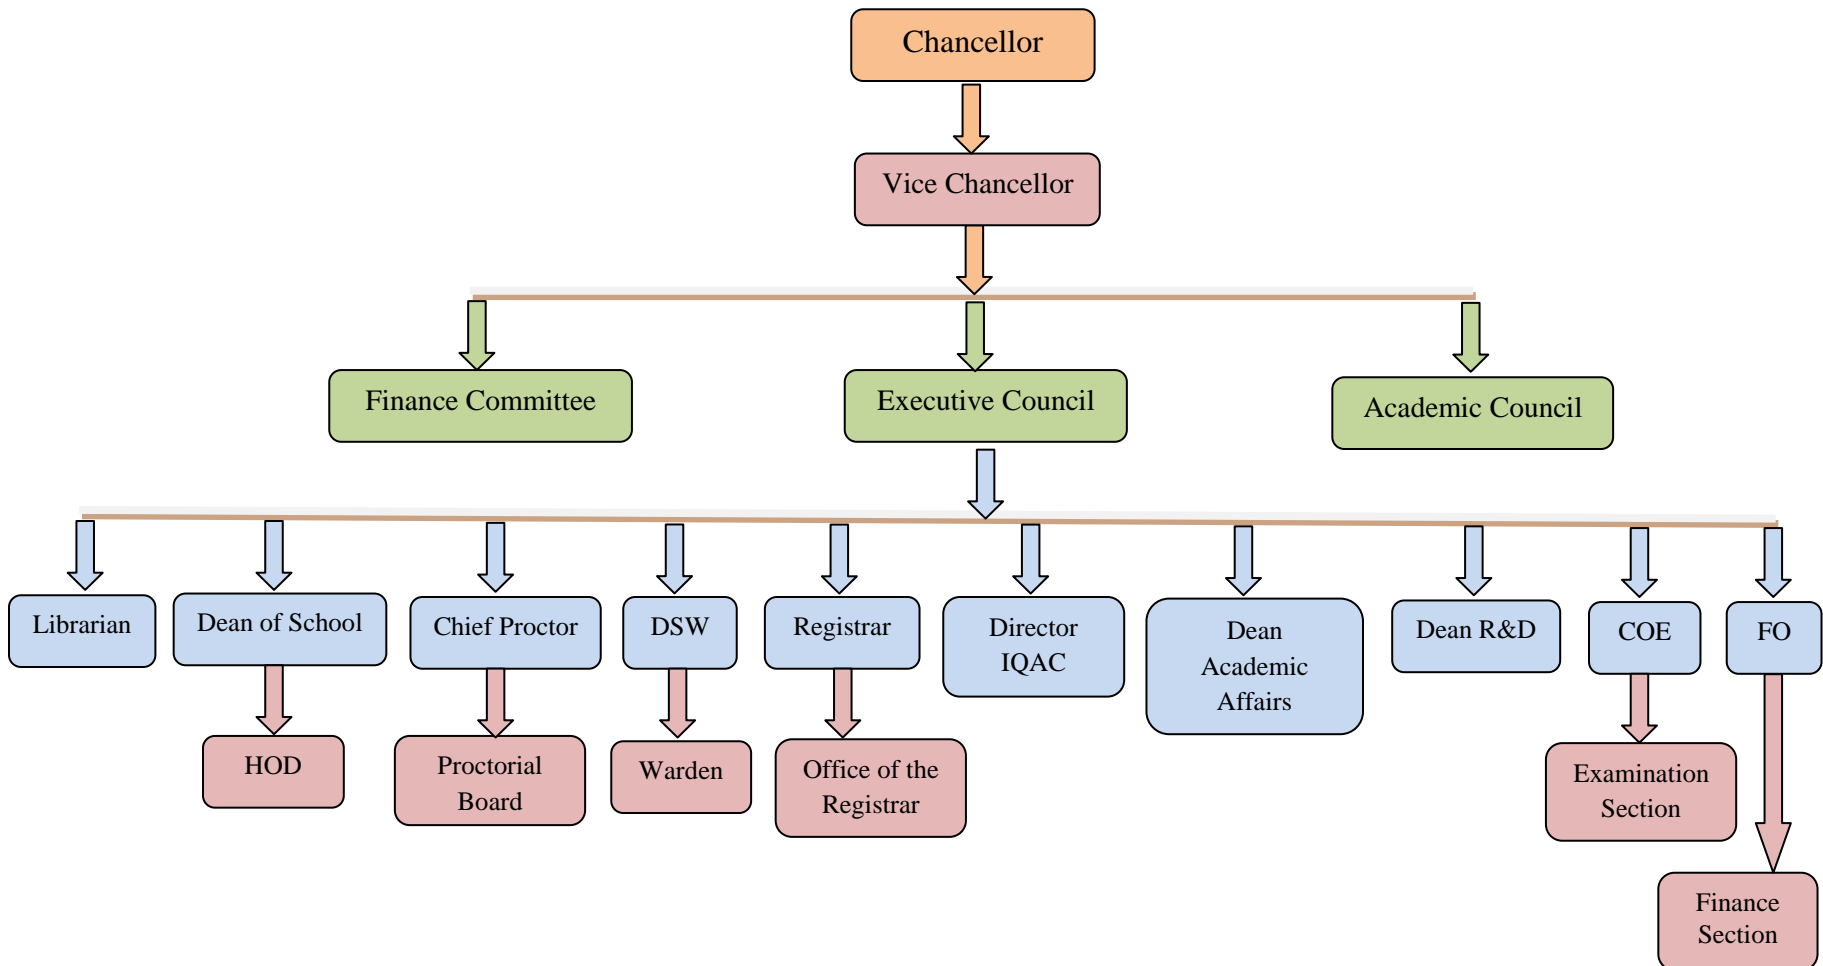 Chancellor
Vice Chancellor
Finance Committee
Executive Council
Academic Council
Librarian
Dean of School
Chief Proctor
DSW
Registrar
Director
IQAC
Dean
Academic
Affairs
Dean R&D
COE
FO
HOD
Proctorial
Board
Warden
Office of the
Registrar
Examination
Section
Finance
Section